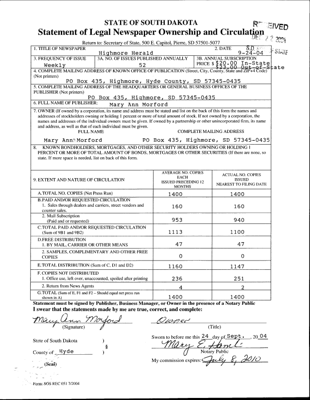 STATE OF SOUTH DAKOTA
Statement of Legal Newspaper Ownership and Circulation
Return to: Secretary of State, 500 E. Capitol, Pierre, SD 57501-5077
1. TITLE OF NEWSPAPER
Highmore Herald
2. DATE
9-24-04
3. FREQUENCY OF ISSUE
Weekly
3A. NO. OF ISSUES PUBLISHED ANNUALLY
52
3B. ANNUAL SUBSCRIPTION
PRICE $ $20.00 In-State
4. COMPLETE MAILING ADDRESS OF KNOWN OFFICE OF PUBLICATION (Street, City, County, State and ZIP+4 Code)
(Not printers)
PO Box 435, Highmore, Hyde County, SD 57345-0435
5. COMPLETE MAILING ADDRESS OF THE HEADQUARTERS OR GENERAL BUSINESS OFFICES OF THE
PUBLISHER (Not printer)
PO Box 435, Highmore, SD 57345-0435
6. FULL NAME OF PUBLISHER:
Mary Ann Morford
7. OWNER (If owned by a corporation, its name and address must be stated and also on the back of this form the names and
addresses of stockholders owning or holding 1 percent or more of total amount of stock. If not owned by a corporation, the
names and addresses of the individual owners must be given. If owned by a partnership or other unincorporated firm, its name
and address, as well as that of each individual must be given).
FULL NAME
COMPLETE MAILING ADDRESS
Mary Ann Morford
PO Box 435, Highmore, SD 57345-0435
8. KNOWN BONDHOLDERS, MORTGAGES, AND OTHER SECURITY HOLDERS OWNING OR HOLDING 1
PERCENT OR MORE OF TOTAL AMOUNT OF BONDS, MORTGAGES OR OTHER SECURITIES (If there are none, so
state. If more space is needed, list on back of this form).
9. EXTENT AND NATURE OF CIRCULATION
AVERAGE NO. COPIES
EACH
ISSUED PRECEDING 12
MONTHS
ACTUAL NO. COPIES
ISSUED
NEAREST TO FILING DATE
A. TOTAL NO. COPIES (Net Press Run)
1400
1400
B. PAID AND/OR REQUESTED CIRCULATION
1. Sales through dealers and carriers, street vendors and
counter sales.
160
160
2. Mail Subscription
(Paid and or requested)
953
940
C. TOTAL PAID AND/OR REQUESTED CIRCULATION
(Sum of 9B1 and 9B2)
1113
1100
D. FREE DISTRIBUTION
1. BY MAIL, CARRIER OR OTHER MEANS
47
47
2. SAMPLES, COMPLIMENTARY AND OTHER FREE
COPIES
0
0
E. TOTAL DISTRIBUTION (Sum of C, D1 and D2)
1160
1147
F. COPIES NOT DISTRIBUTED
1. Office use, left over, unaccounted, spoiled after printing
236
251
2. Return from News Agents
4
2
G. TOTAL (Sum of E, F1 and F2 - Should equal net press run
shown in A)
1400
1400
Statement must be signed by Publisher, Business Manager, or Owner in the presence of a Notary Public
I swear that the statements made by me are true, correct, and complete:
Mary Ann Morford
Owner
(Signature)
(Title)
State of South Dakota )
§
County of Hyde )
Sworn to before me this 24 day of Sept. 20 04
Notary Public
(Seal)
My commission expires: July 8, 2010